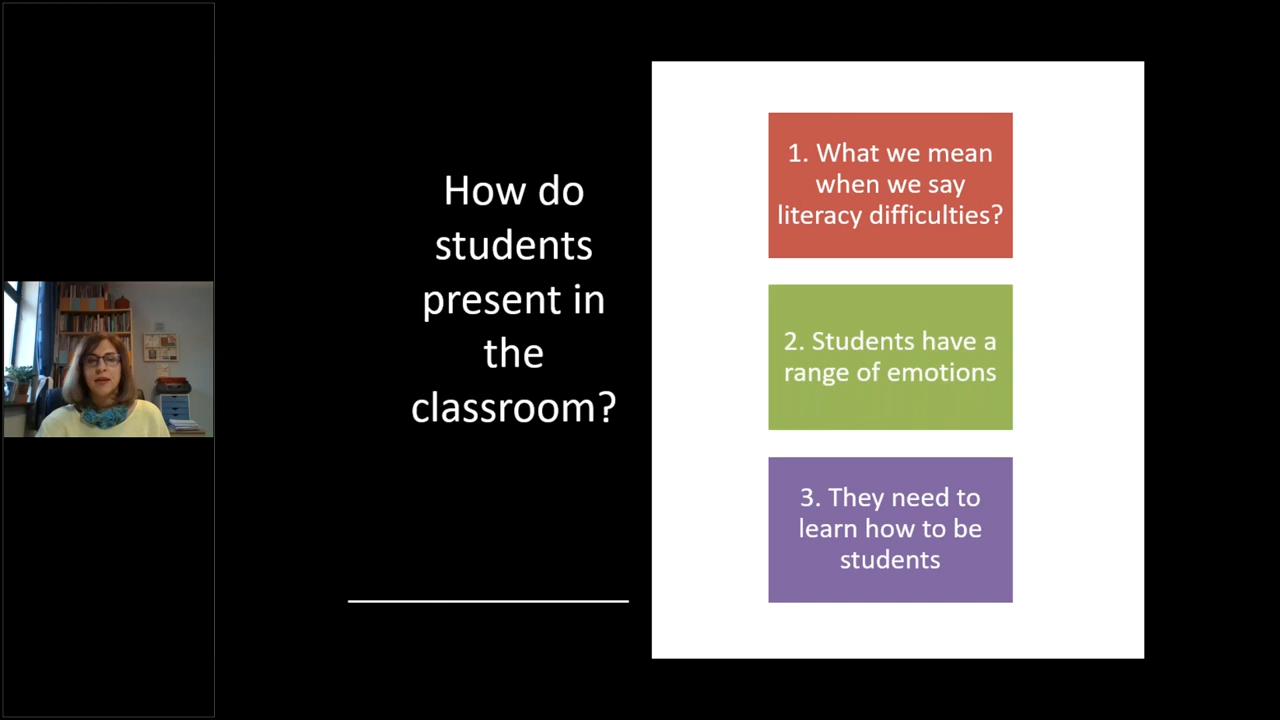 How do
students
present in
the
classroom?
1. What we mean
when we say
literacy difficulties?
2. Students have a
range of emotions
3. They need to
learn how to be
students